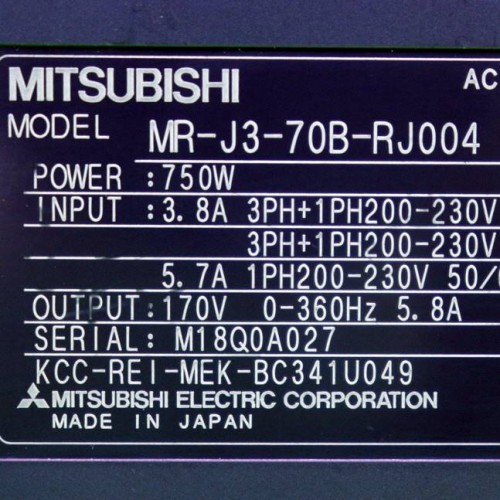 MITSUBISHI AC
MODEL MR-J3-70B-RJ004
POWER :750W
INPUT :3.8A 3PH+1PH200-230V
3PH+1PH200-230V
5.7A 1PH200-230V 50/
OUTPUT:170V 0-360Hz 5.8A
SERIAL: M18Q0A027
KCC-REI-MEK-BC341U049
MITSUBISHI ELECTRIC CORPORATION
MADE IN JAPAN